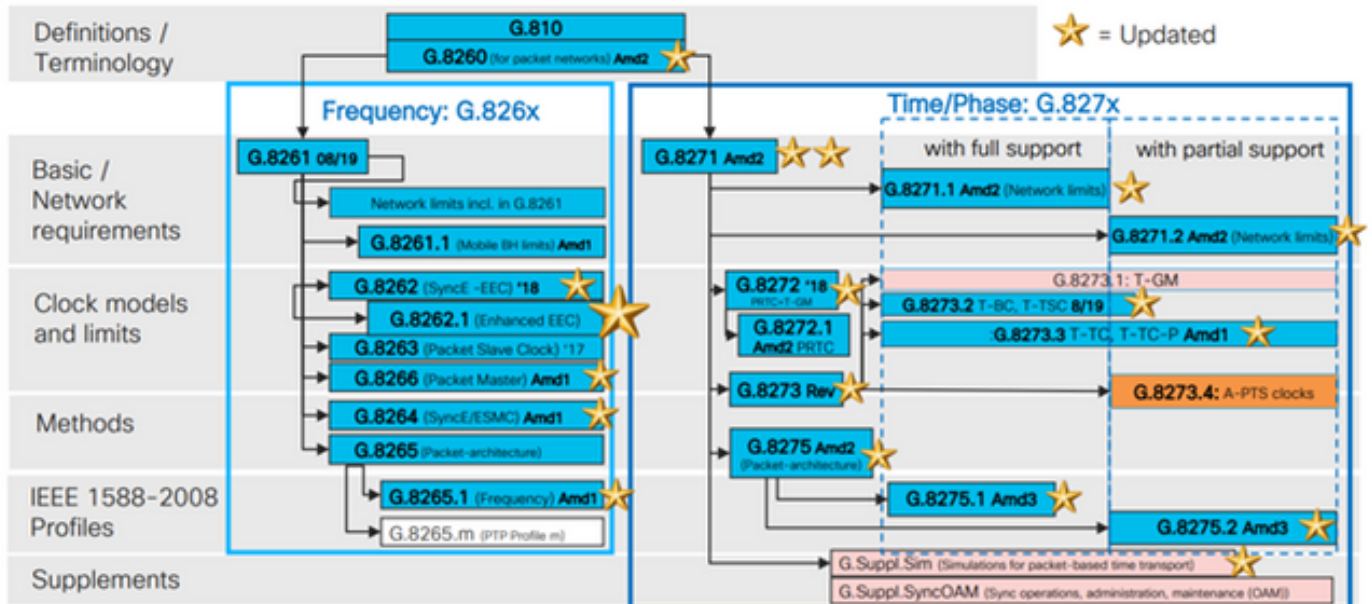 Definitions /
Terminology
G.810
G.8260 (for packet networks) Amd2
= Updated
Frequency: G.826x
Time/Phase: G.827x
Basic /
Network
requirements
G.8261 08/19
Network limits incl. in G.8261
G.8261.1 (Mobile BH limits) Amd1
G.8271 Amd2
with full support
with partial support
G.8271.1 Amd2 (Network limits)
G.8271.2 Amd2 (Network limits)
Clock models
and limits
G.8262 (SyncE -EEC) '18
G.8262.1 (Enhanced EEC)
G.8263 (Packet Slave Clock) '17
G.8266 (Packet Master) Amd1
G.8272 '18
PRTC+T-GM
G.8272.1
Amd2 PRTC
G.8273 Rev
G.8273.1: T-GM
G.8273.2 T-BC, T-TSC 8/19
:G.8273.3 T-TC, T-TC-P Amd1
G.8273.4: A-PTS clocks
Methods
G.8264 (SyncE/ESMC) Amd1
G.8265 (Packet-architecture)
G.8275 Amd2
(Packet-architecture)
IEEE 1588-2008
Profiles
G.8265.1 (Frequency) Amd1
G.8265.m (PTP Profile m)
G.8275.1 Amd3
G.8275.2 Amd3
Supplements
G.Suppl.Sim (Simulations for packet-based time transport)
G.Suppl.SyncOAM (Sync operations, administration, maintenance (OAM))